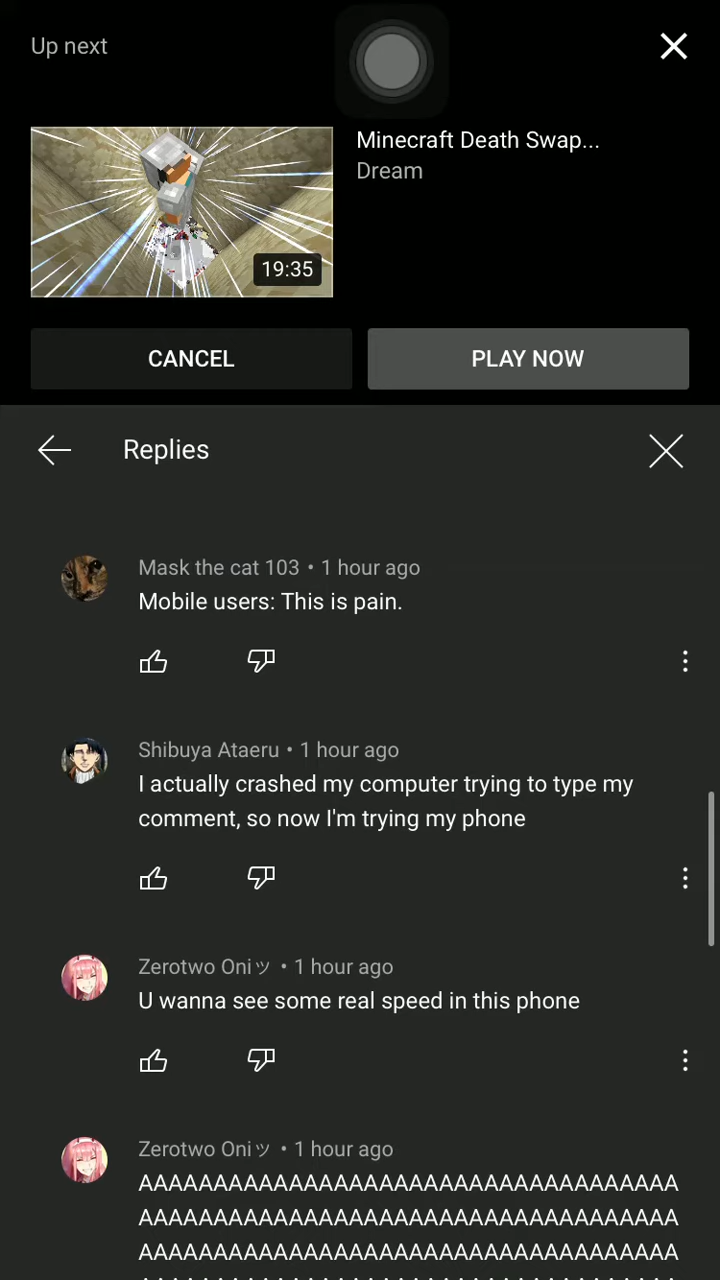 Up next
19:35
Minecraft Death Swap...
Dream
CANCEL
PLAY NOW
Replies
Mask the cat 103 • 1 hour ago
Mobile users: This is pain.
Shibuya Ataeru • 1 hour ago
I actually crashed my computer trying to type my
comment, so now I'm trying my phone
Zerotwo Oniッ • 1 hour ago
U wanna see some real speed in this phone
Zerotwo Oniッ • 1 hour ago
AAAAAAAAAAAAAAAAAAAAAAAAAAAAAAAAAAAA
AAAAAAAAAAAAAAAAAAAAAAAAAAAAAAAAAAAA
AAAAAAAAAAAAAAAAAAAAAAAAAAAAAAAAAAAA